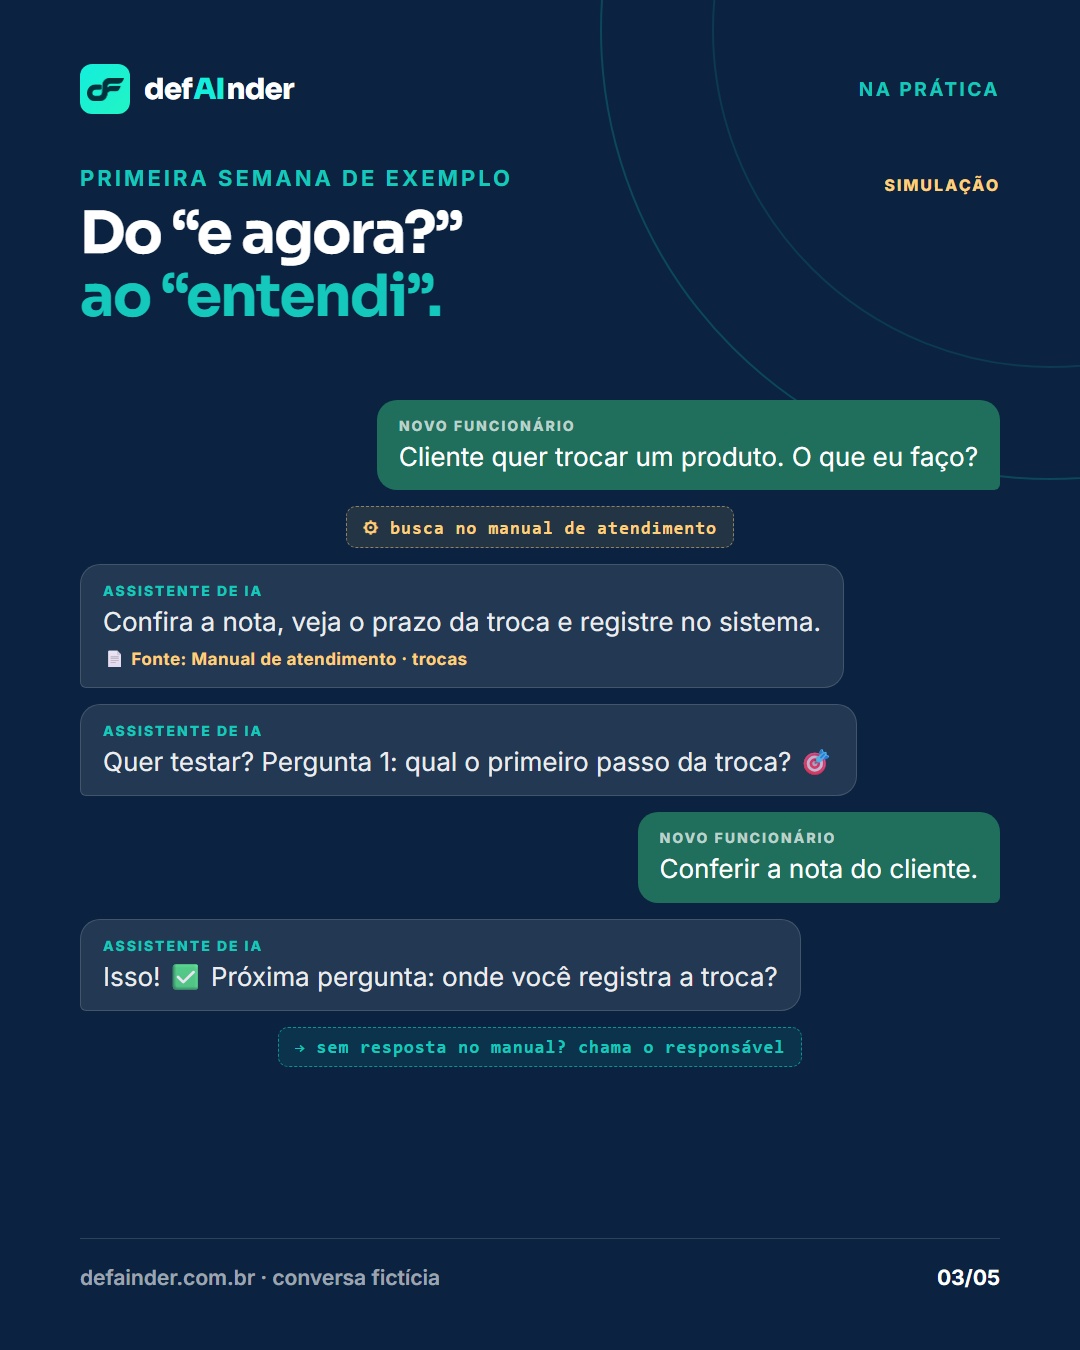 defAInder
NA PRÁTICA
PRIMEIRA SEMANA DE EXEMPLO
SIMULAÇÃO
Do “e agora?”
ao “entendi”.
NOVO FUNCIONÁRIO
Cliente quer trocar um produto. O que eu faço?
⚙ busca no manual de atendimento
ASSISTENTE DE IA
Confira a nota, veja o prazo da troca e registre no sistema.
📄 Fonte: Manual de atendimento · trocas
ASSISTENTE DE IA
Quer testar? Pergunta 1: qual o primeiro passo da troca? 🎯
NOVO FUNCIONÁRIO
Conferir a nota do cliente.
ASSISTENTE DE IA
Isso! ✅ Próxima pergunta: onde você registra a troca?
→ sem resposta no manual? chama o responsável
defainder.com.br · conversa fictícia
03/05